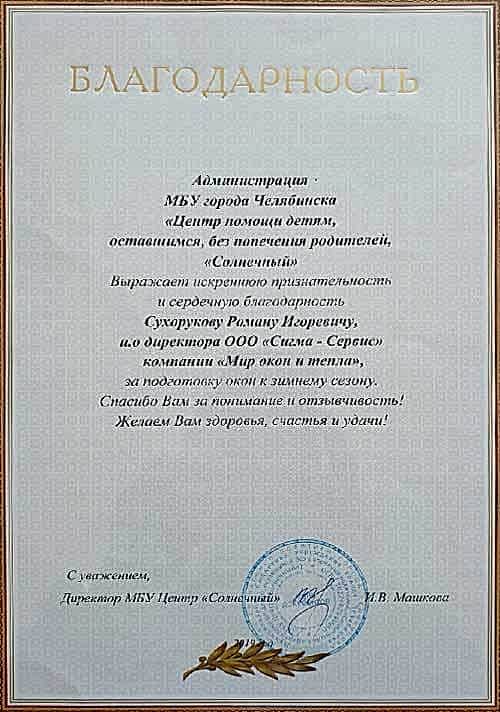 БЛАГОДАРНОСТЬ
Администрация
МБУ города Челябинска
«Центр помощи детям,
оставшимся, без попечения родителей,
«Солнечный»
Выражает искреннюю признательность
и сердечную благодарность
Сухорукову Роману Игоревичу,
и.о директора ООО «Сигма - Сервис»
компании «Мир окон и тепла»,
за подготовку окон к зимнему сезону.
Спасибо Вам за понимание и отзывчивость!
Желаем Вам здоровья, счастья и удачи!
С уважением,
Директор МБУ Центр «Солнечный» И.В. Машкова